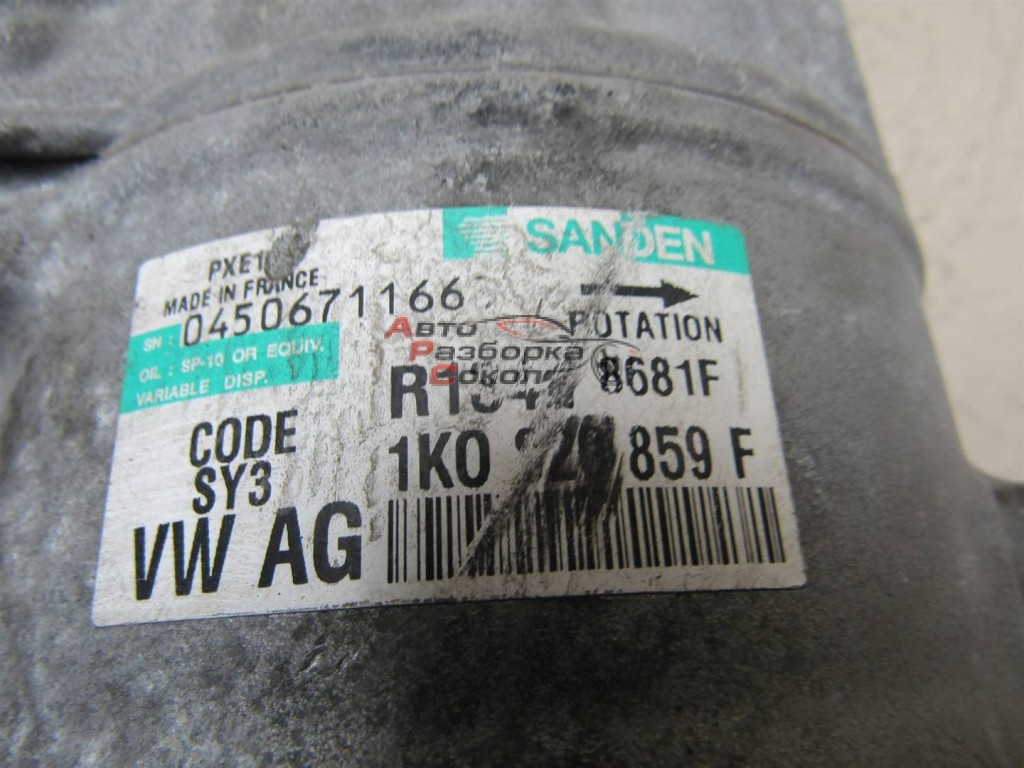 SANDEN
MADE IN FRANCE
SN: 0450671166
ROTATION
OIL: SP-10 OR EQUIV.
VARIABLE DISP.
8681F
CODE
SY3
1K0 859 F
VW AG
Авто
Разборка
Сокол